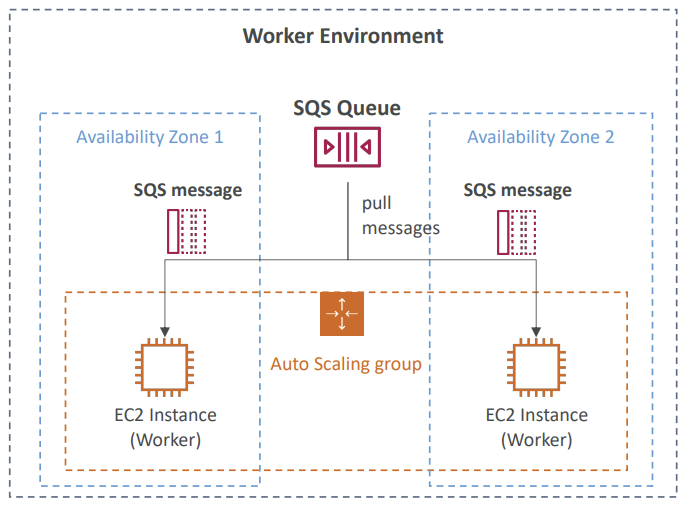 Worker Environment
SQS Queue
Availability Zone 1
Availability Zone 2
SQS message
SQS message
pull
messages
Auto Scaling group
EC2 Instance
(Worker)
EC2 Instance
(Worker)